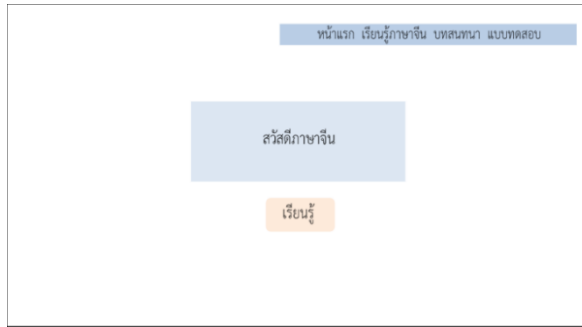 หน้าแรก เรียนรู้ภาษาจีน บทสนทนา แบบทดสอบ
สวัสดีภาษาจีน
เรียนรู้